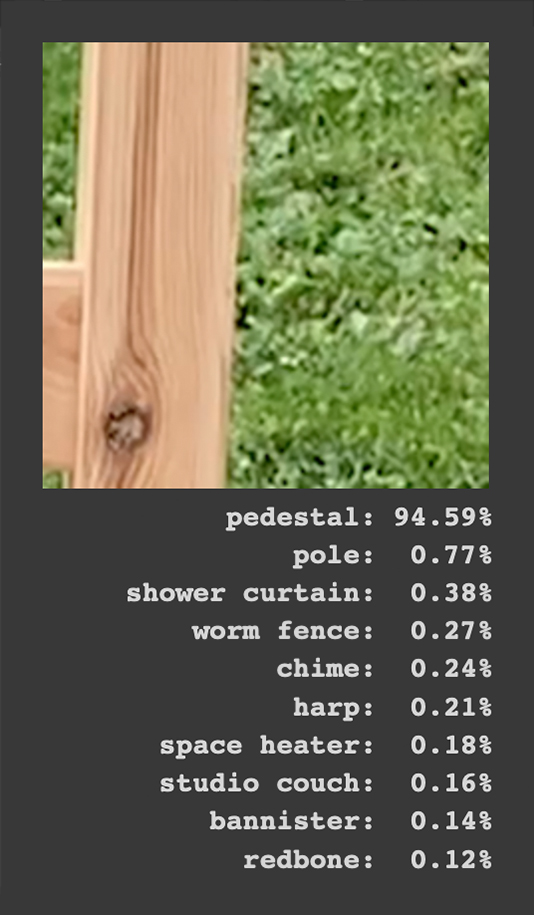 pedestal: 94.59%
pole: 0.77%
shower curtain: 0.38%
worm fence: 0.27%
chime: 0.24%
harp: 0.21%
space heater: 0.18%
studio couch: 0.16%
bannister: 0.14%
redbone: 0.12%